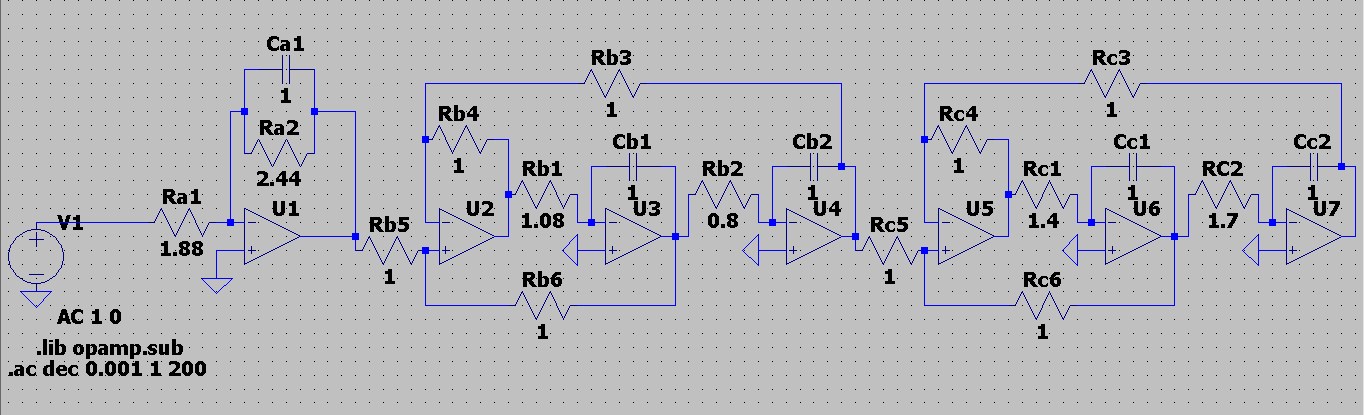 Ca1
1
Ra2
2.44
Ra1
1.88
U1
V1
AC 1 0
.lib opamp.sub
.ac dec 0.001 1 200
Rb3
1
Rb4
1
Rb5
1
U2
Rb1
1.08
Cb1
1
U3
Rb6
1
Rb2
0.8
Cb2
1
U4
Rc5
1
Rc3
1
Rc4
1
U5
Rc1
1.4
Cc1
1
U6
Rc6
1
RC2
1.7
Cc2
1
U7